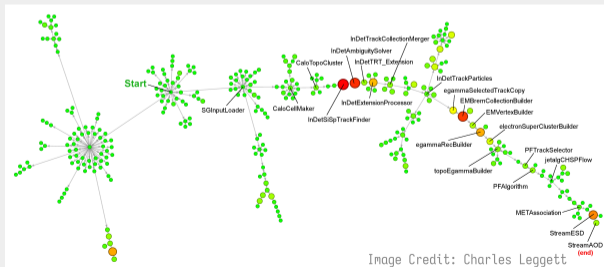 InDetTrackCollectionMerger
InDetAmbiguitySolver
InDetTRT_Extension
CaloTopoCluster
InDetTrackParticles
Start
egammaSelectedTrackCopy
EMBremCollectionBuilder
SGInputLoader
CaloCellMaker
InDetExtensionProcessor
InDetSiSpTrackFinder
EMVertexBuilder
electronSuperClusterBuilder
egammaRecBuilder
PFTrackSelector
topoEgammaBuilder
jetalgCHSPFlow
PFAlgorithm
METAssociation
StreamESD
StreamAOD
(end)
Image Credit: Charles Leggett